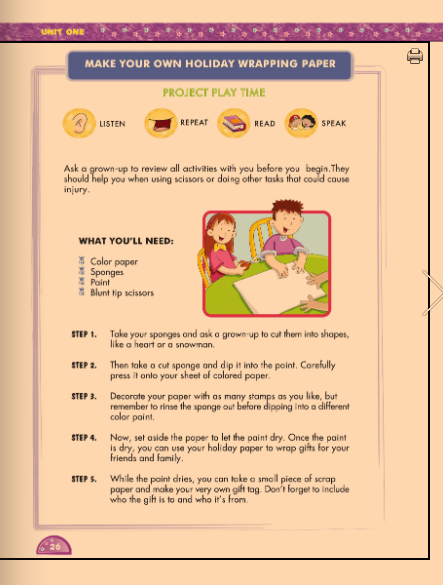 UNIT ONE
MAKE YOUR OWN HOLIDAY WRAPPING PAPER
PROJECT PLAY TIME
LISTEN REPEAT READ SPEAK
Ask a grown-up to review all activities with you before you begin.They
should help you when using scissors or doing other tasks that could cause
injury.
WHAT YOU'LL NEED:
Color paper
Sponges
Paint
Blunt tip scissors
STEP 1. Take your sponges and ask a grown-up to cut them into shapes,
like a heart or a snowman.
STEP 2. Then take a cut sponge and dip it into the paint. Carefully
press it onto your sheet of colored paper.
STEP 3. Decorate your paper with as many stamps as you like, but
remember to rinse the sponge out before dipping into a different
color paint.
STEP 4. Now, set aside the paper to let the paint dry. Once the paint
is dry, you can use your holiday paper to wrap gifts for your
friends and family.
STEP 5. While the paint dries, you can take a small piece of scrap
paper and make your very own gift tag. Don't forget to include
who the gift is to and who it's from.
26